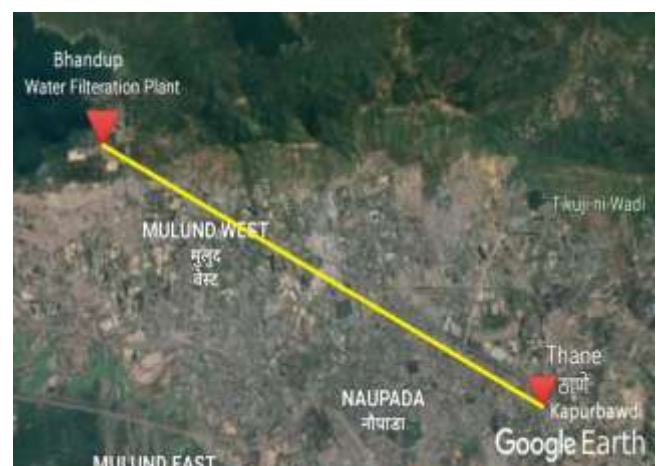 Bhandup
Water Filteration Plant
Tikuji-ni-Wadi
MULUND WEST
मुलुंद
वेस्ट
Thane
ठाणे
Kapurbawdi
NAUPADA
नौपाडा
Google Earth
MULUND EAST